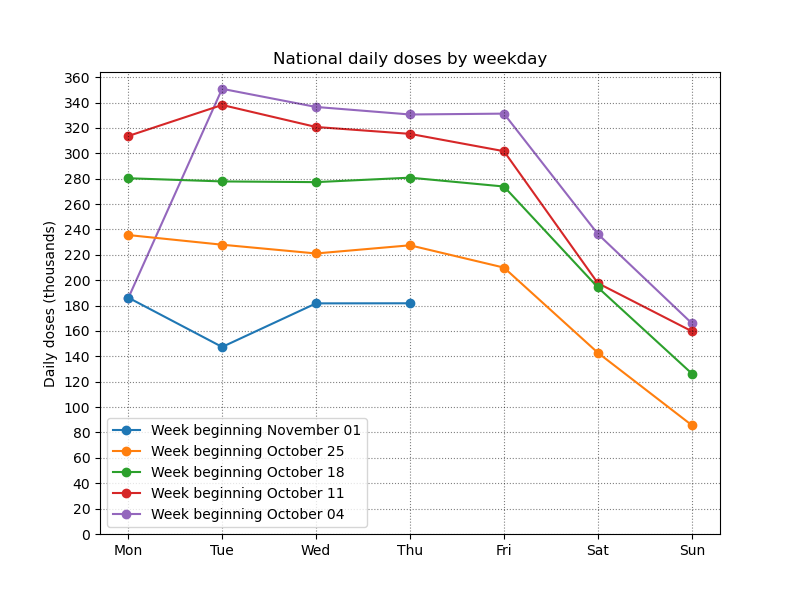 National daily doses by weekday
Daily doses (thousands)
360
340
320
300
280
260
240
220
200
180
160
140
120
100
80
60
40
20
0
Week beginning November 01
Week beginning October 25
Week beginning October 18
Week beginning October 11
Week beginning October 04
Mon Tue Wed Thu Fri Sat Sun